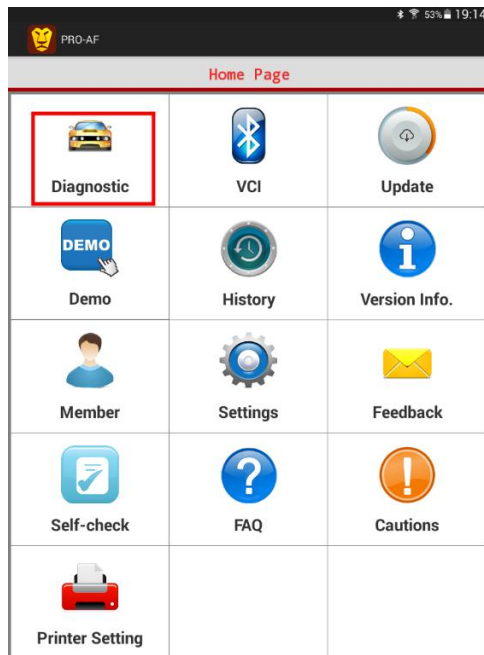 53% 19:14
PRO-AF
Home Page
Diagnostic
VCI
Update
DEMO
Demo
History
Version Info.
Member
Settings
Feedback
Self-check
FAQ
Cautions
Printer Setting